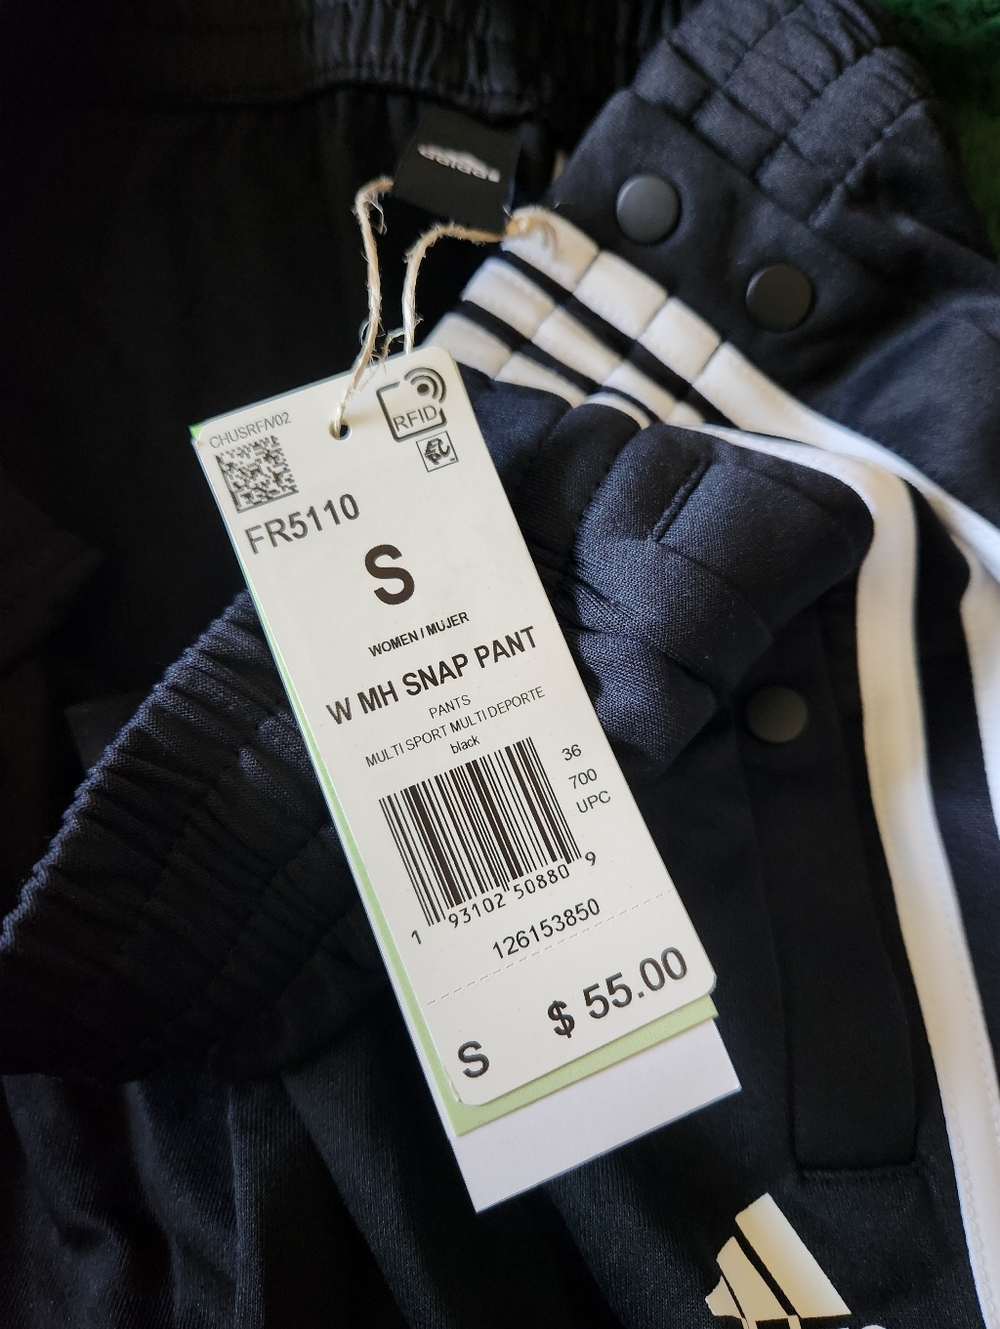 adidas
CHUSRF/V02
RFID
FR5110
S
WOMEN / MUJER
W MH SNAP PANT
PANTS
MULTI SPORT MULTI DEPORTE
black
36
700
UPC
1 93102 50880 9
126153850
$ 55.00
S